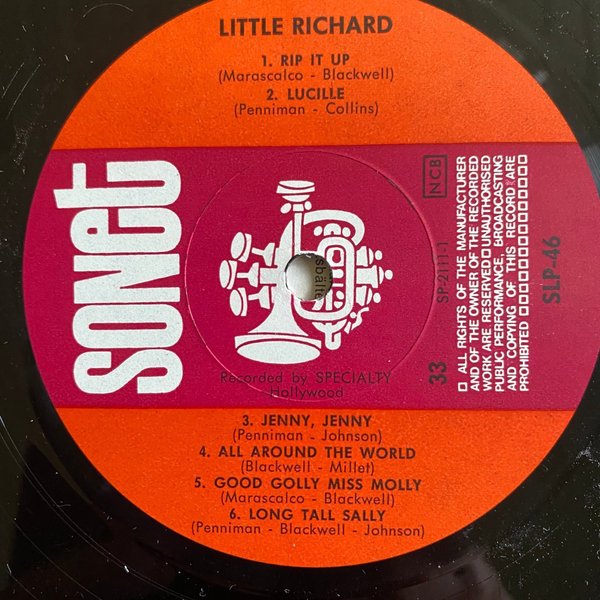 LITTLE RICHARD
1. RIP IT UP
(Marascalco - Blackwell)
2. LUCILLE
(Penniman - Collins)
SONET
Recorded by SPECIALTY
Hollywood
NCB
SP-2111-1
33
ALL RIGHTS OF THE MANUFACTURER
AND OF THE OWNER OF THE RECORDED
WORK ARE RESERVED UNAUTHORISED
PUBLIC PERFORMANCE, BROADCASTING
AND COPYING OF THIS RECORD ARE
PROHIBITED
SLP-46
3. JENNY, JENNY
(Penniman - Johnson)
4. ALL AROUND THE WORLD
(Blackwell - Millet)
5. GOOD GOLLY MISS MOLLY
(Marascalco - Blackwell)
6. LONG TALL SALLY
(Penniman - Blackwell - Johnson)